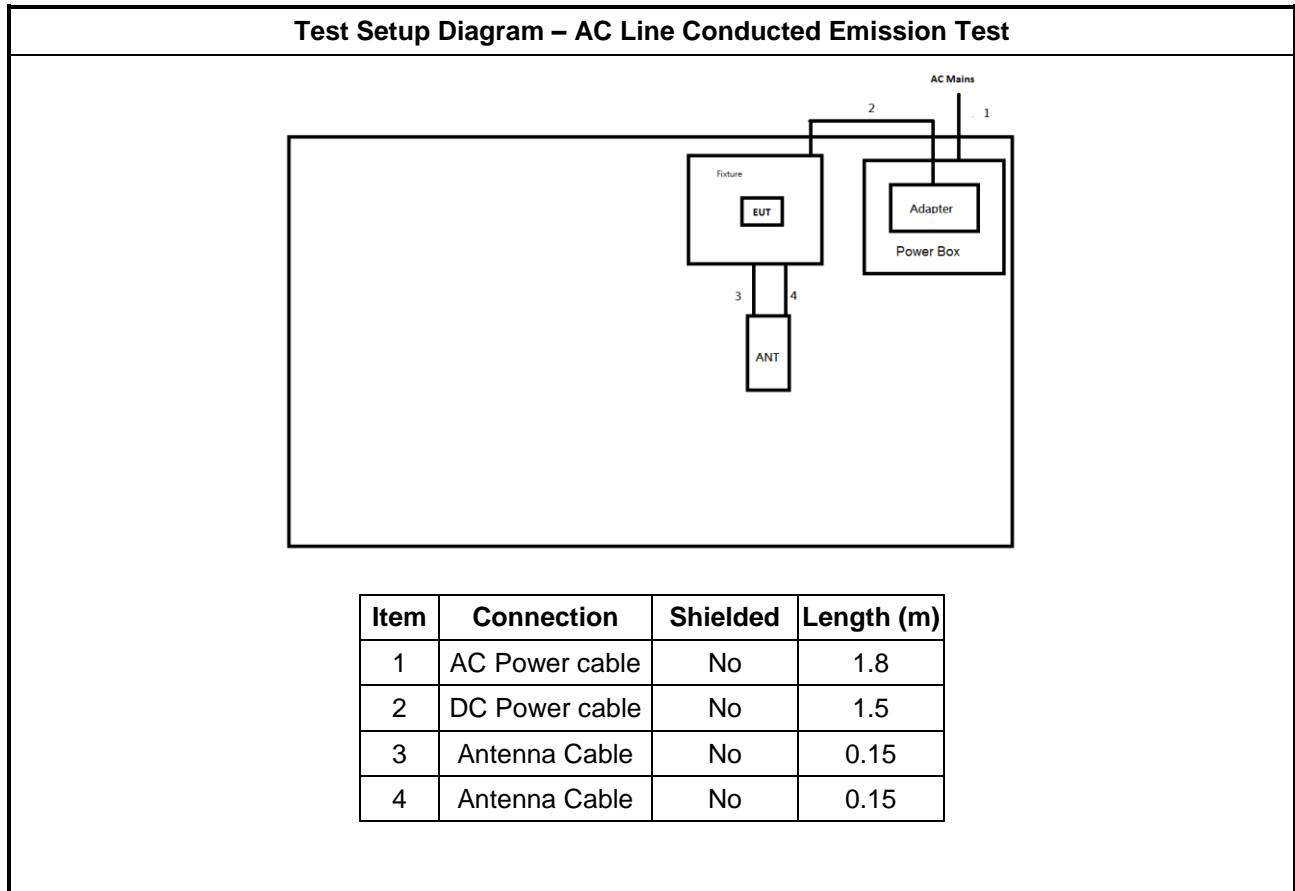 Test Setup Diagram – AC Line Conducted Emission Test
AC Mains
2
1
Fixture
EUT
Adapter
Power Box
3
4
ANT
Item Connection Shielded Length (m)
1 AC Power cable No 1.8
2 DC Power cable No 1.5
3 Antenna Cable No 0.15
4 Antenna Cable No 0.15